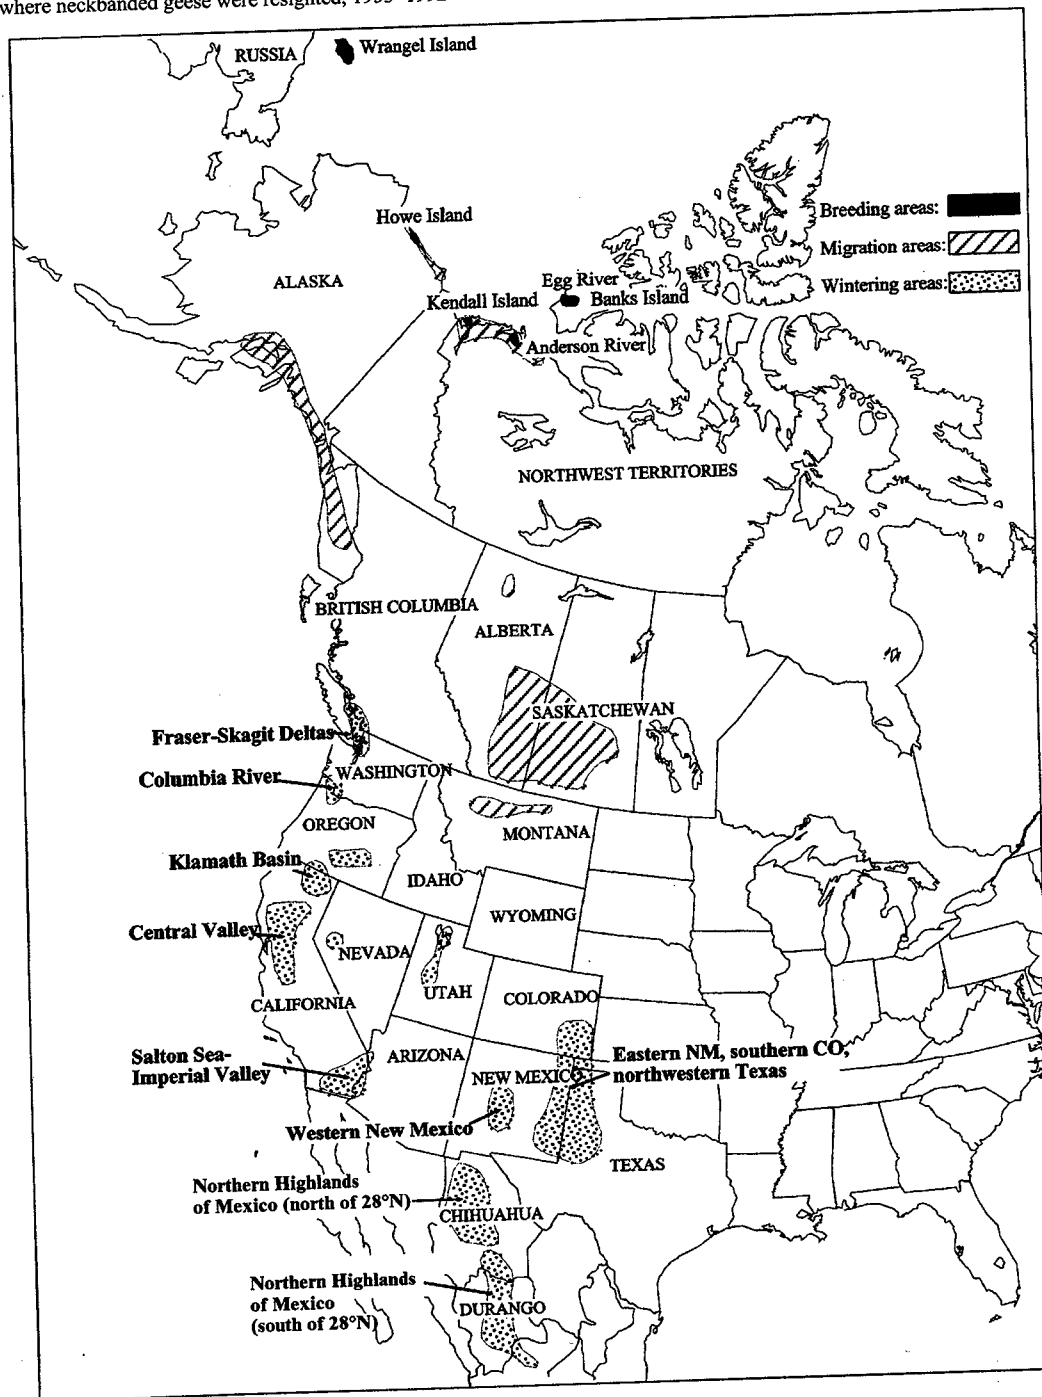 where neckbanded geese were resighted,
RUSSIA
Wrangel Island
Howe Island
Breeding areas:
Migration areas:
Wintering areas:
ALASKA
Egg River
Kendall Island
Banks Island
Anderson River
NORTHWEST TERRITORIES
BRITISH COLUMBIA
ALBERTA
SASKATCHEWAN
Fraser-Skagit Deltas
WASHINGTON
Columbia River
OREGON
MONTANA
Klamath Basin
IDAHO
WYOMING
Central Valley
NEVADA
UTAH
COLORADO
CALIFORNIA
Salton Sea-
Imperial Valley
ARIZONA
Eastern NM, southern CO,
northwestern Texas
NEW MEXICO
Western New Mexico
TEXAS
Northern Highlands
of Mexico (north of 28°N)
CHIHUAHUA
Northern Highlands
of Mexico
(south of 28°N)
DURANGO